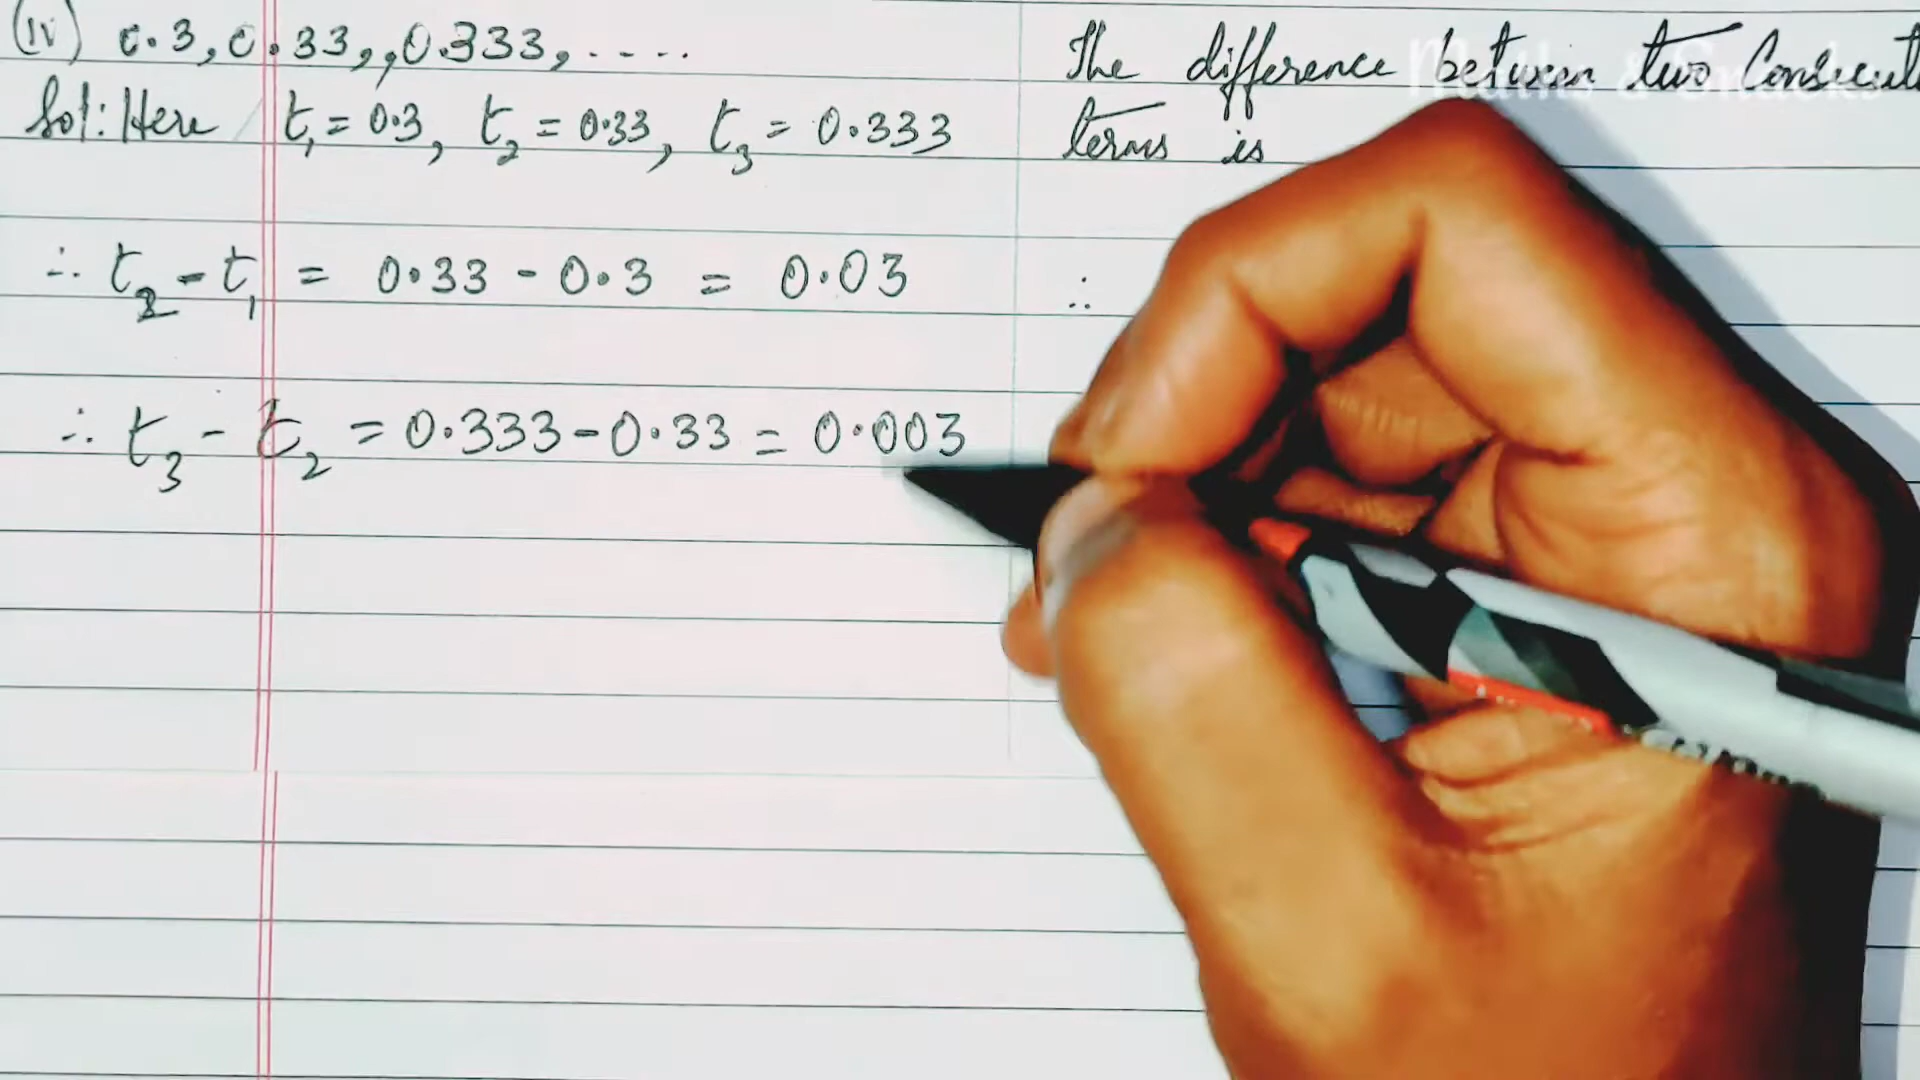 (iv) 0.3, 0.33,, 0.333, .....
Sol: Here t₁ = 0.3, t₂ = 0.33, t₃ = 0.333
∴ t₂ - t₁ = 0.33 - 0.3 = 0.03
∴ t₃ - t₂ = 0.333 - 0.33 = 0.003
The difference between two
terms is
∴
Maths & Snacks